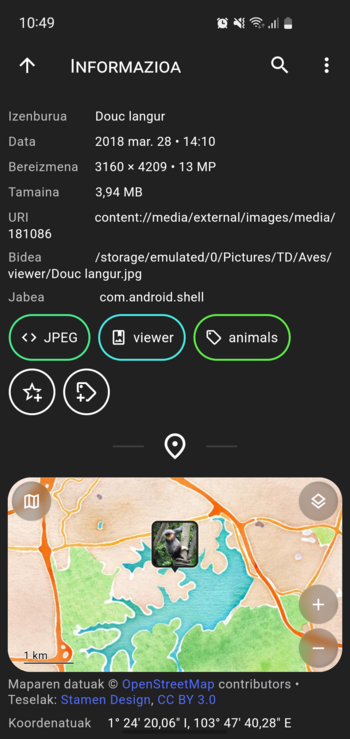 10:49
INFORMAZIOA
Izenburua Douc langur
Data 2018 mar. 28 • 14:10
Bereizmena 3160 × 4209 • 13 MP
Tamaina 3,94 MB
URI content://media/external/images/media/
181086
Bidea /storage/emulated/0/Pictures/TD/Aves/
viewer/Douc langur.jpg
Jabea com.android.shell
JPEG viewer animals
1 km
Maparen datuak © OpenStreetMap contributors •
Teselak: Stamen Design, CC BY 3.0
Koordenatuak 1° 24' 20,06" I, 103° 47' 40,28" E